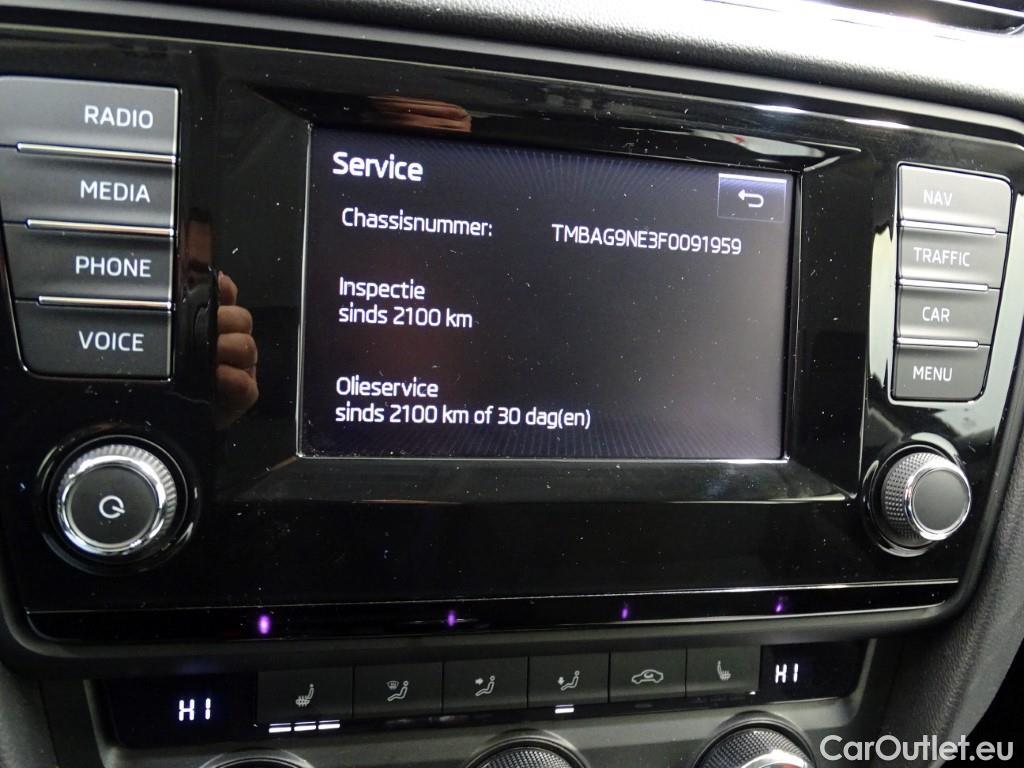 RADIO
MEDIA
PHONE
VOICE
Service
Chassisnummer: TMBAG9NE3F0091959
Inspectie
sinds 2100 km
Olieservice
sinds 2100 km of 30 dag(en)
NAV
TRAFFIC
CAR
MENU
HI
HI
CarOutlet.eu